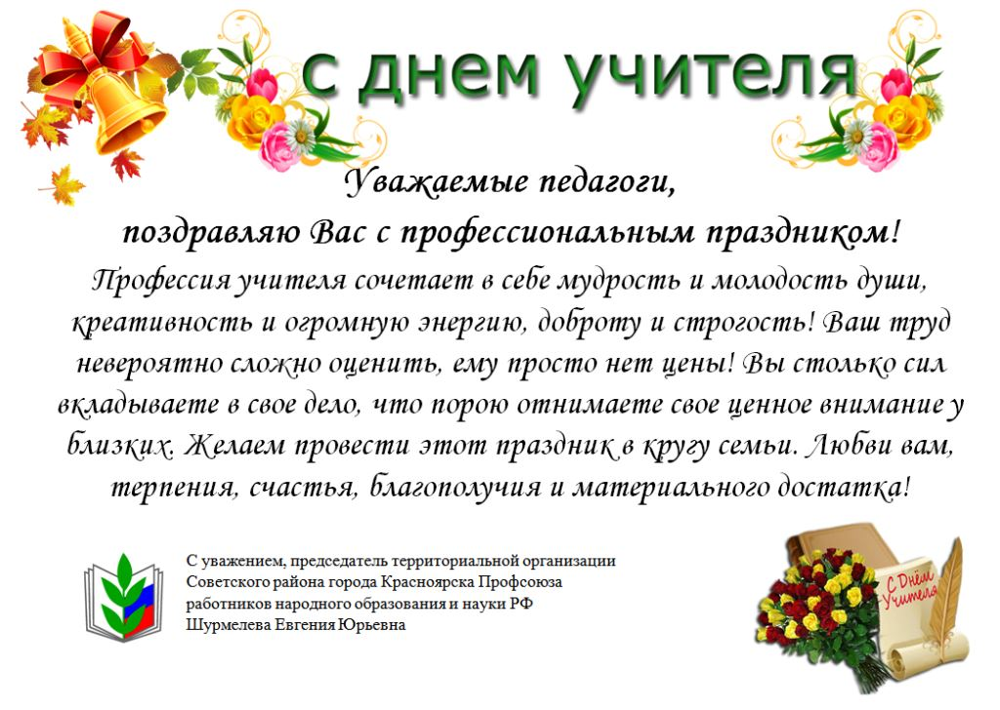 с днем учителя
Уважаемые педагоги,
поздравляю Вас с профессиональным праздником!
Профессия учителя сочетает в себе мудрость и молодость души,
креативность и огромную энергию, доброту и строгость! Ваш труд
невероятно сложно оценить, ему просто нет цены! Вы столько сил
вкладываете в свое дело, что порою отнимаете свое ценное внимание у
близких. Желаем провести этот праздник в кругу семьи. Любви вам,
терпения, счастья, благополучия и материального достатка!
С уважением, председатель территориальной организации
Советского района города Красноярска Профсоюза
работников народного образования и науки РФ
Шурмелева Евгения Юрьевна
С Днём
Учителя